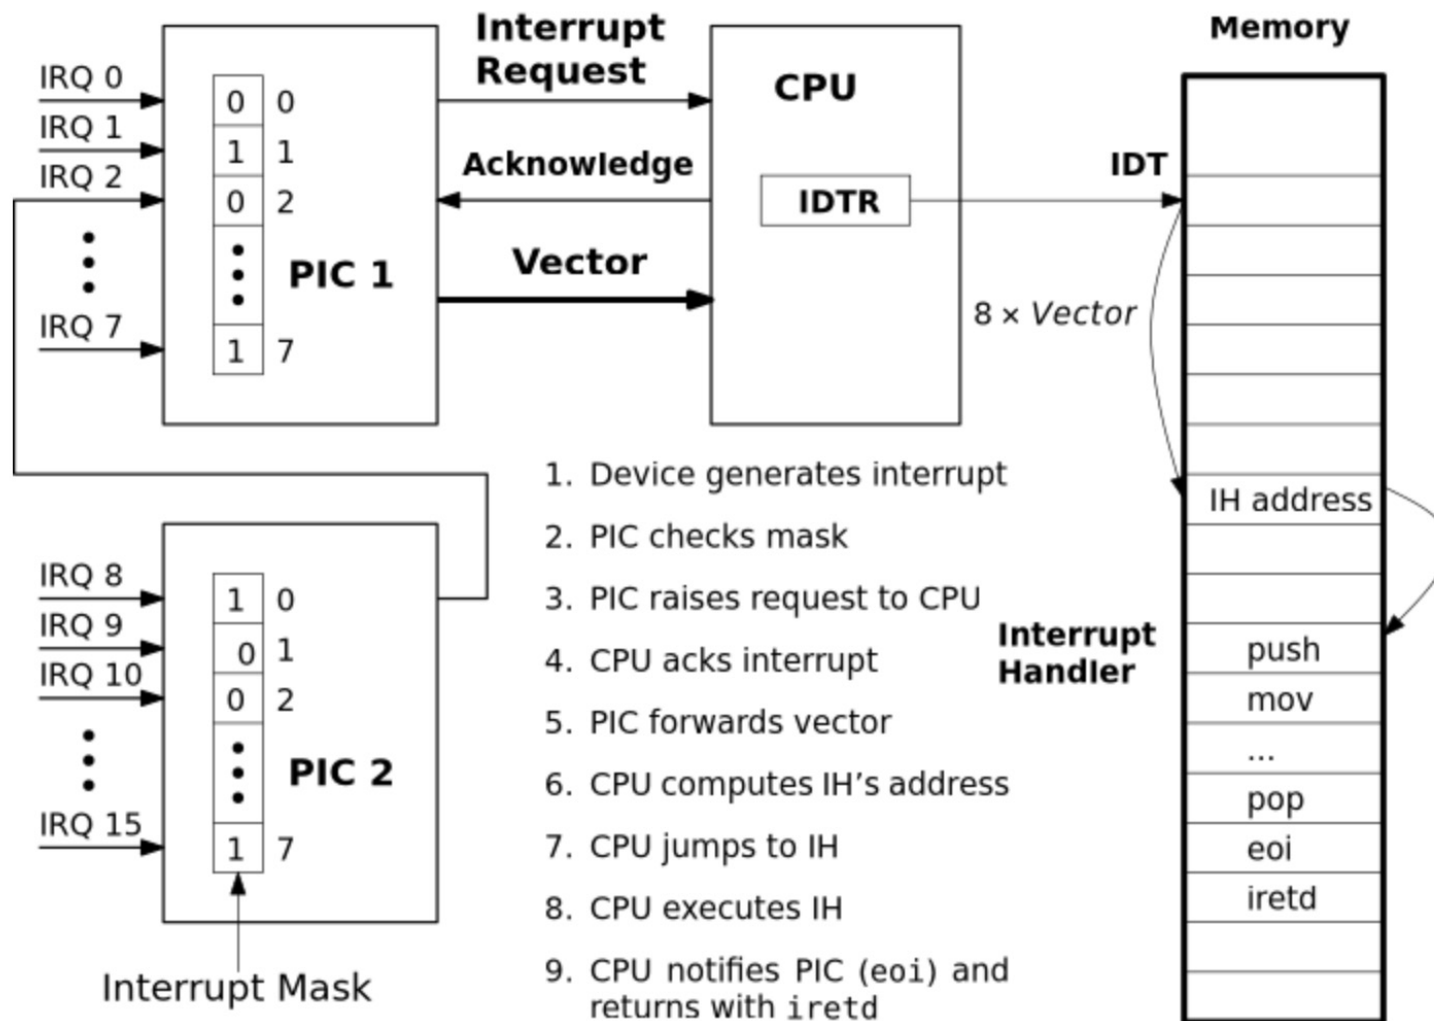 IRQ 0
IRQ 1
IRQ 2
IRQ 7
0 0
1 1
0 2
1 7
PIC 1
Interrupt
Request
Acknowledge
Vector
CPU
IDTR
Memory
IDT
8 × Vector
IH address
Interrupt
Handler
push
mov
...
pop
eoi
iretd
IRQ 8
IRQ 9
IRQ 10
IRQ 15
1 0
0 1
0 2
1 7
PIC 2
Interrupt Mask
1. Device generates interrupt
2. PIC checks mask
3. PIC raises request to CPU
4. CPU acks interrupt
5. PIC forwards vector
6. CPU computes IH’s address
7. CPU jumps to IH
8. CPU executes IH
9. CPU notifies PIC (eoi) and
returns with iretd